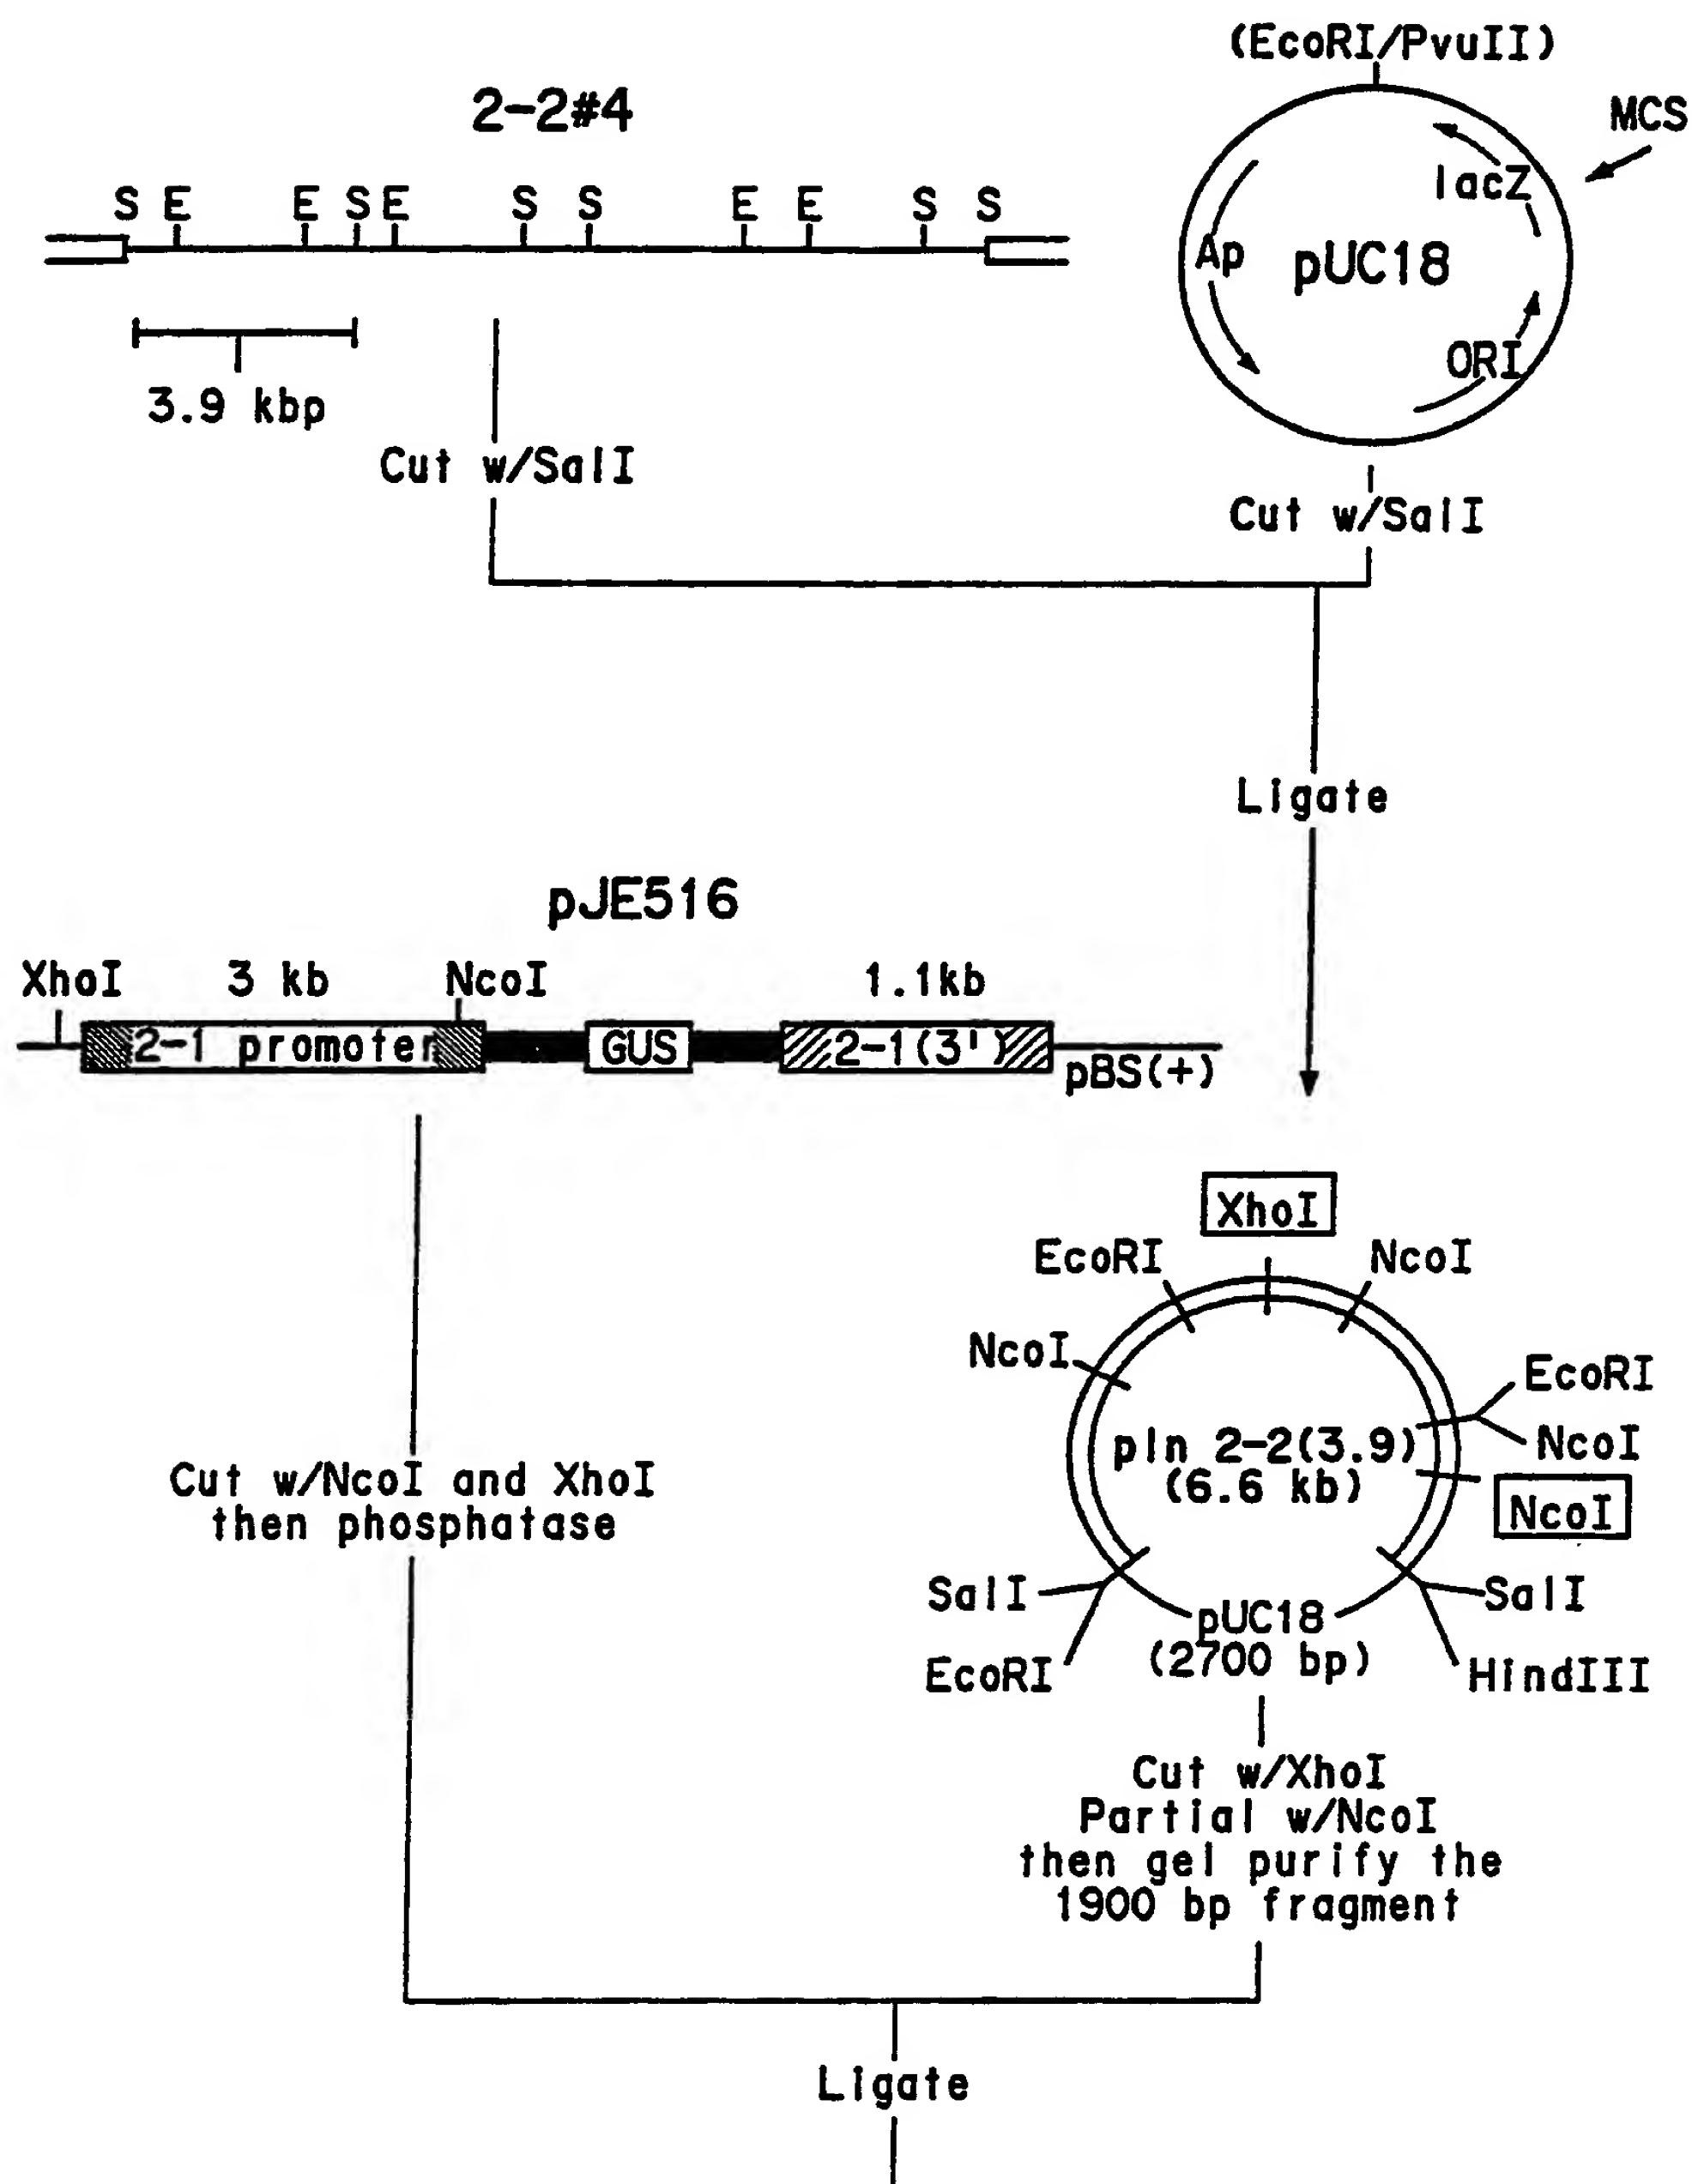 (EcoRI/PvuII)
2-2#4
MCS
lacZ
S E E S E S S E E S S
Ap
pUC18
ORI
3.9 kbp
Cut w/SalI
Cut w/SalI
Ligate
pJE516
XhoI 3 kb NcoI 1.1kb
2-1 promoter GUS 2-1(3')
pBS(+)
XhoI
EcoRI
NcoI
NcoI
EcoRI
NcoI
pIn 2-2(3.9)
(6.6 kb)
NcoI
Cut w/NcoI and XhoI
then phosphatase
SalI
SalI
pUC18
(2700 bp)
EcoRI
HindIII
Cut w/XhoI
Partial w/NcoI
then gel purify the
1900 bp fragment
Ligate